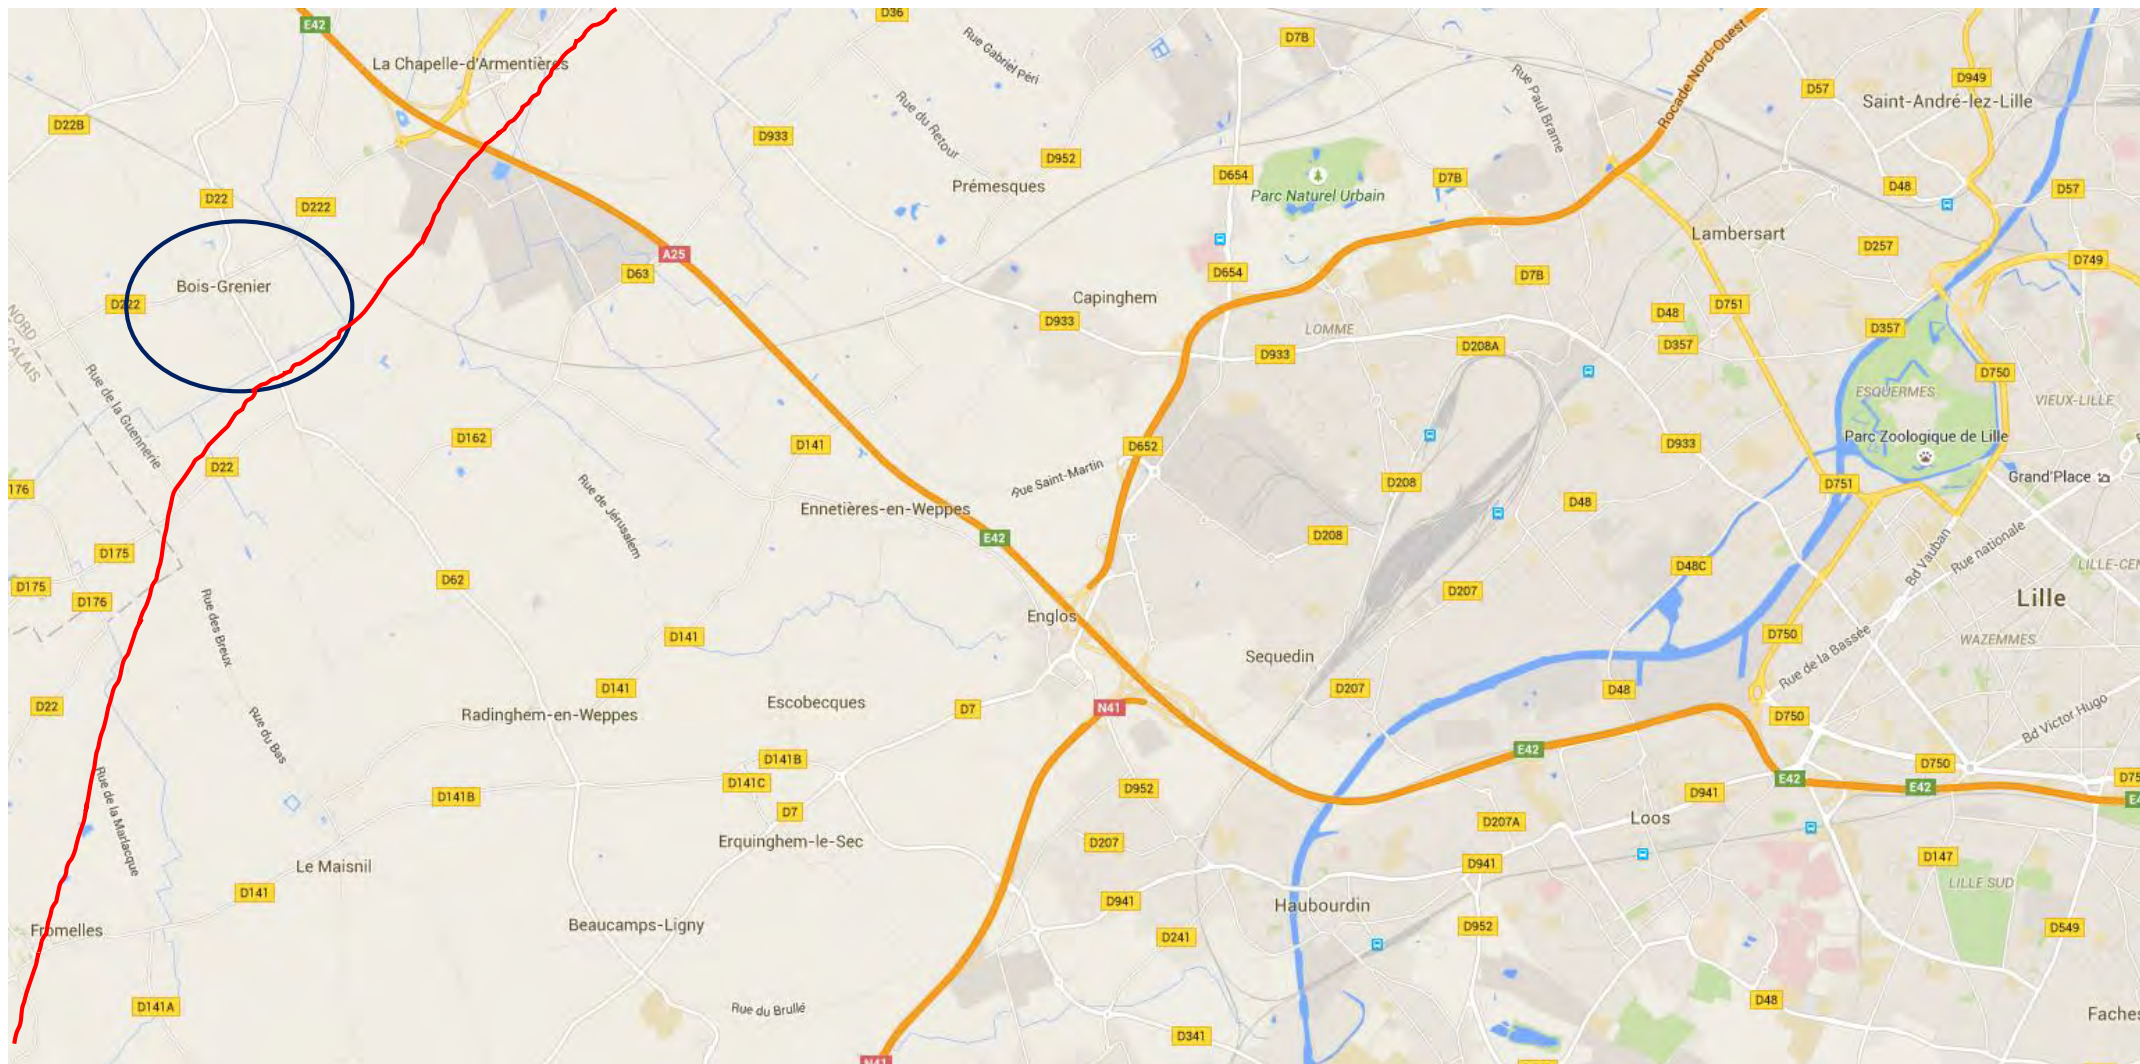 E42
D36
D7B
La Chapelle-d'Armentières
Rue Gabriel Péri
Rocade Nord-Ouest
Rue Paul Brame
D57
D949
Saint-André-lez-Lille
D22B
D933
Rue du Retour
D952
Prémesques
D654
Parc Naturel Urbain
D7B
D48
D57
D22
D222
Lambersart
D257
D749
A25
D63
D654
D7B
Bois-Grenier
D222
Capinghem
D933
LOMME
D48
D751
D357
NORD
CALAIS
D933
D208A
D357
D750
Rue de la Guennerie
ESQUERMES
VIEUX-LILLE
D162
D141
D652
D933
Parc Zoologique de Lille
D22
Rue Saint-Martin
D208
D751
Grand'Place
176
Rue de Jérusalem
Ennetières-en-Weppes
D48
D175
E42
D208
Bd Vauban
Rue nationale
D175
D62
D48C
LILLE-CEN
D176
Rue des Breux
D207
Lille
Englos
D141
D750
WAZEMMES
Sequedin
Rue de la Bassée
D22
D141
Escobecques
D7
N41
D207
D48
D750
Radinghem-en-Weppes
Rue du Bas
Bd Victor Hugo
E42
D141B
D141C
D750
D75
E42
E42
E4
Rue de la Marlacque
D141B
D7
D952
D941
D207A
Loos
Erquinghem-le-Sec
D207
Le Maisnil
D941
D147
D141
D941
LILLE SUD
Haubourdin
Fromelles
Beaucamps-Ligny
D241
D952
D549
D141A
Rue du Brullé
D48
Faches
D341
N41